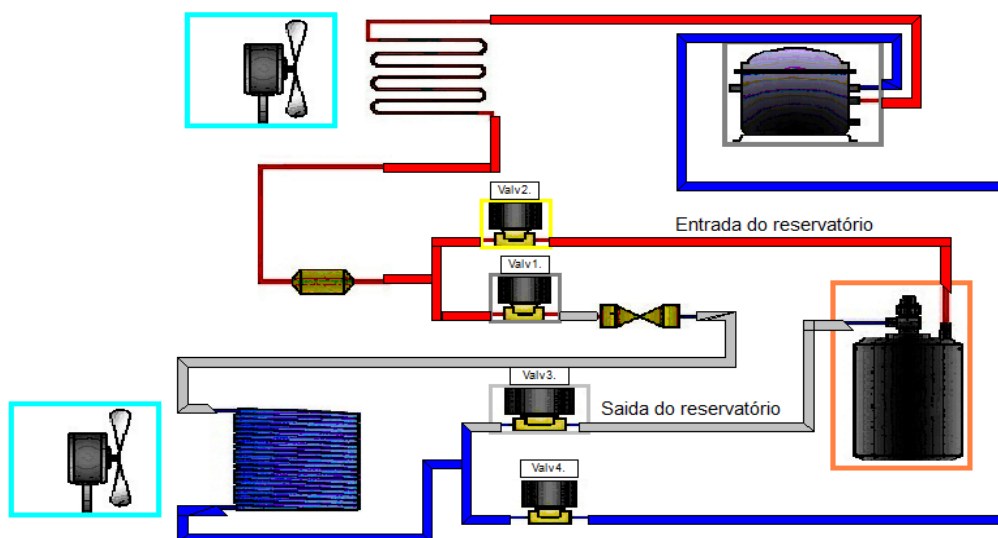 Valv2.
Entrada do reservatório
Valv1.
Valv3.
Saida do reservatório
Valv4.